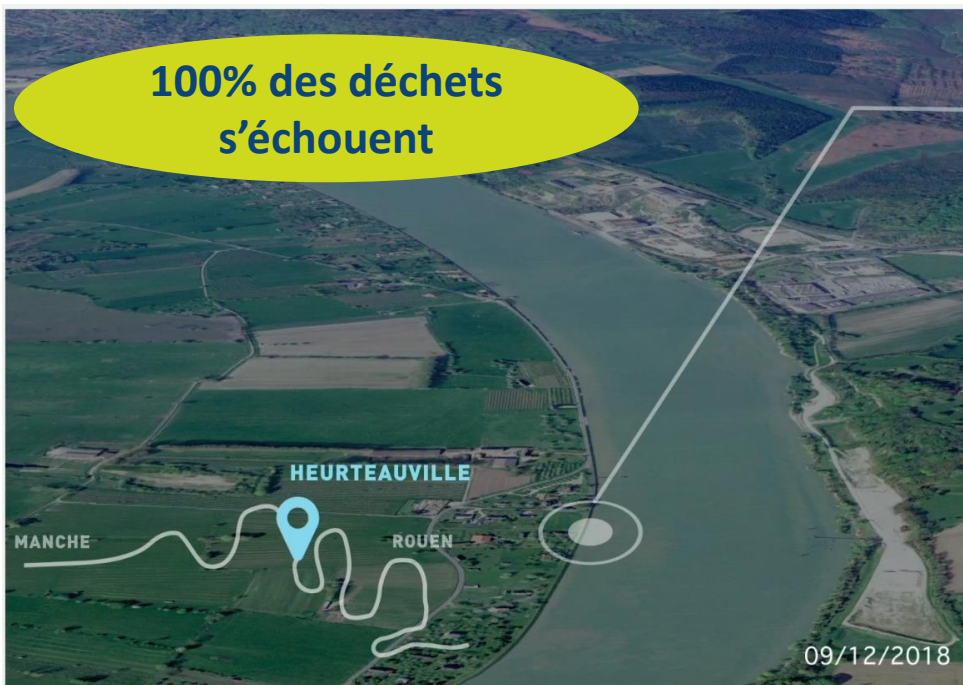 100% des déchets
s’échouent
HEURTEAUVILLE
MANCHE
ROUEN
09/12/2018